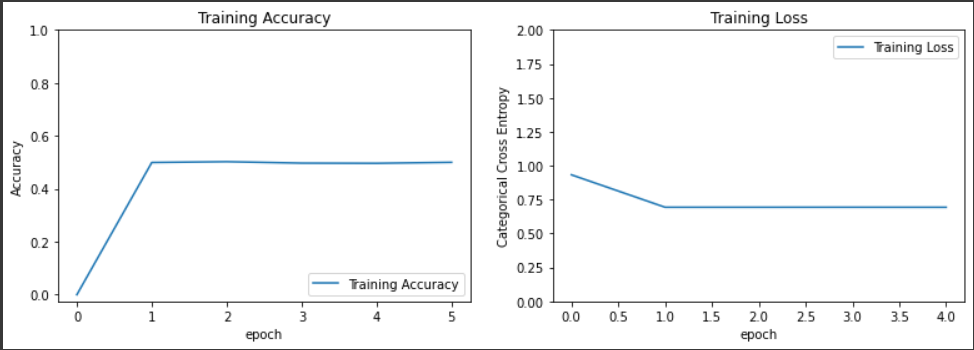 Training Accuracy
1.0
0.8
0.6
0.4
0.2
0.0
Accuracy
Training Accuracy
0 1 2 3 4 5
epoch
Training Loss
2.00
1.75
1.50
1.25
1.00
0.75
0.50
0.25
0.00
Categorical Cross Entropy
Training Loss
0.0 0.5 1.0 1.5 2.0 2.5 3.0 3.5 4.0
epoch